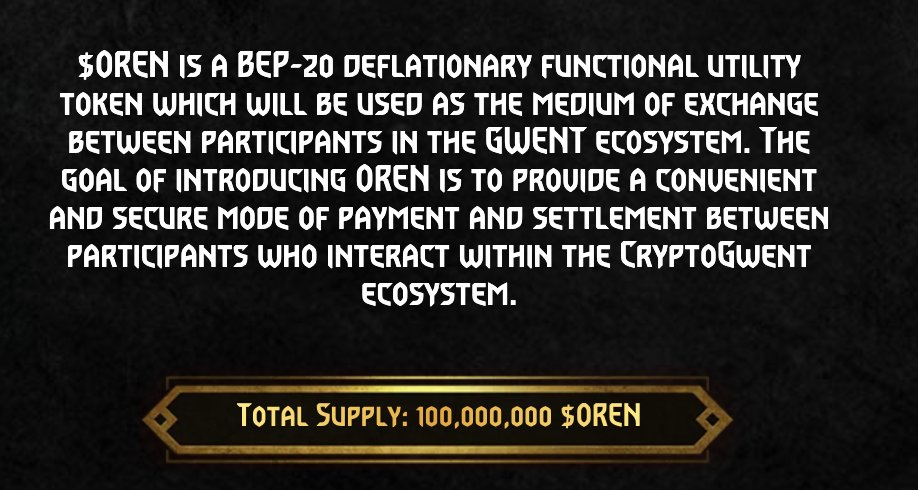 $OREN is a BEP-20 deflationary functional utility
token which will be used as the medium of exchange
between participants in the GWENT ecosystem. The
goal of introducing OREN is to provide a convenient
and secure mode of payment and settlement between
participants who interact within the CryptoGwent
ecosystem.
Total Supply: 100,000,000 $OREN